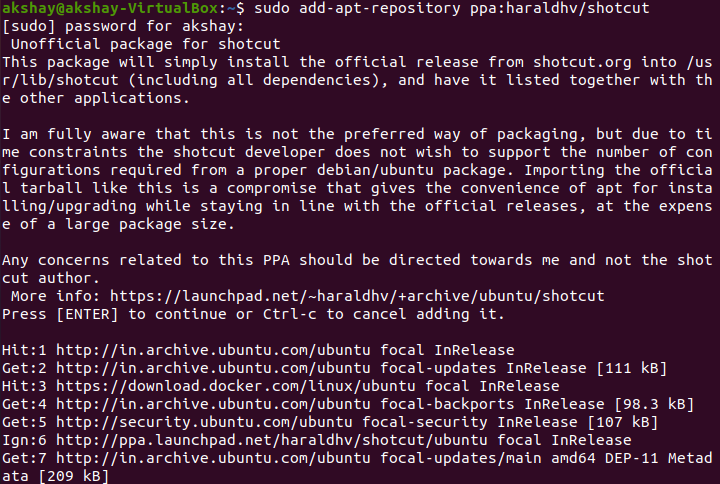 akshay@akshay-VirtualBox:~$ sudo add-apt-repository ppa:haraldhv/shotcut
[sudo] password for akshay:
 Unofficial package for shotcut
This package will simply install the official release from shotcut.org into /us
r/lib/shotcut (including all dependencies), and have it listed together with th
e other applications.

I am fully aware that this is not the preferred way of packaging, but due to ti
me constraints the shotcut developer does not wish to support the number of con
figurations required from a proper debian/ubuntu package. Importing the officia
l tarball like this is a compromise that gives the convenience of apt for insta
lling/upgrading while staying in line with the official releases, at the expens
e of a large package size.

Any concerns related to this PPA should be directed towards me and not the shot
cut author.
 More info: https://launchpad.net/~haraldhv/+archive/ubuntu/shotcut
Press [ENTER] to continue or Ctrl-c to cancel adding it.

Hit:1 http://in.archive.ubuntu.com/ubuntu focal InRelease
Get:2 http://in.archive.ubuntu.com/ubuntu focal-updates InRelease [111 kB]
Hit:3 https://download.docker.com/linux/ubuntu focal InRelease
Get:4 http://in.archive.ubuntu.com/ubuntu focal-backports InRelease [98.3 kB]
Get:5 http://security.ubuntu.com/ubuntu focal-security InRelease [107 kB]
Ign:6 http://ppa.launchpad.net/haraldhv/shotcut/ubuntu focal InRelease
Get:7 http://in.archive.ubuntu.com/ubuntu focal-updates/main amd64 DEP-11 Metad
ata [209 kB]